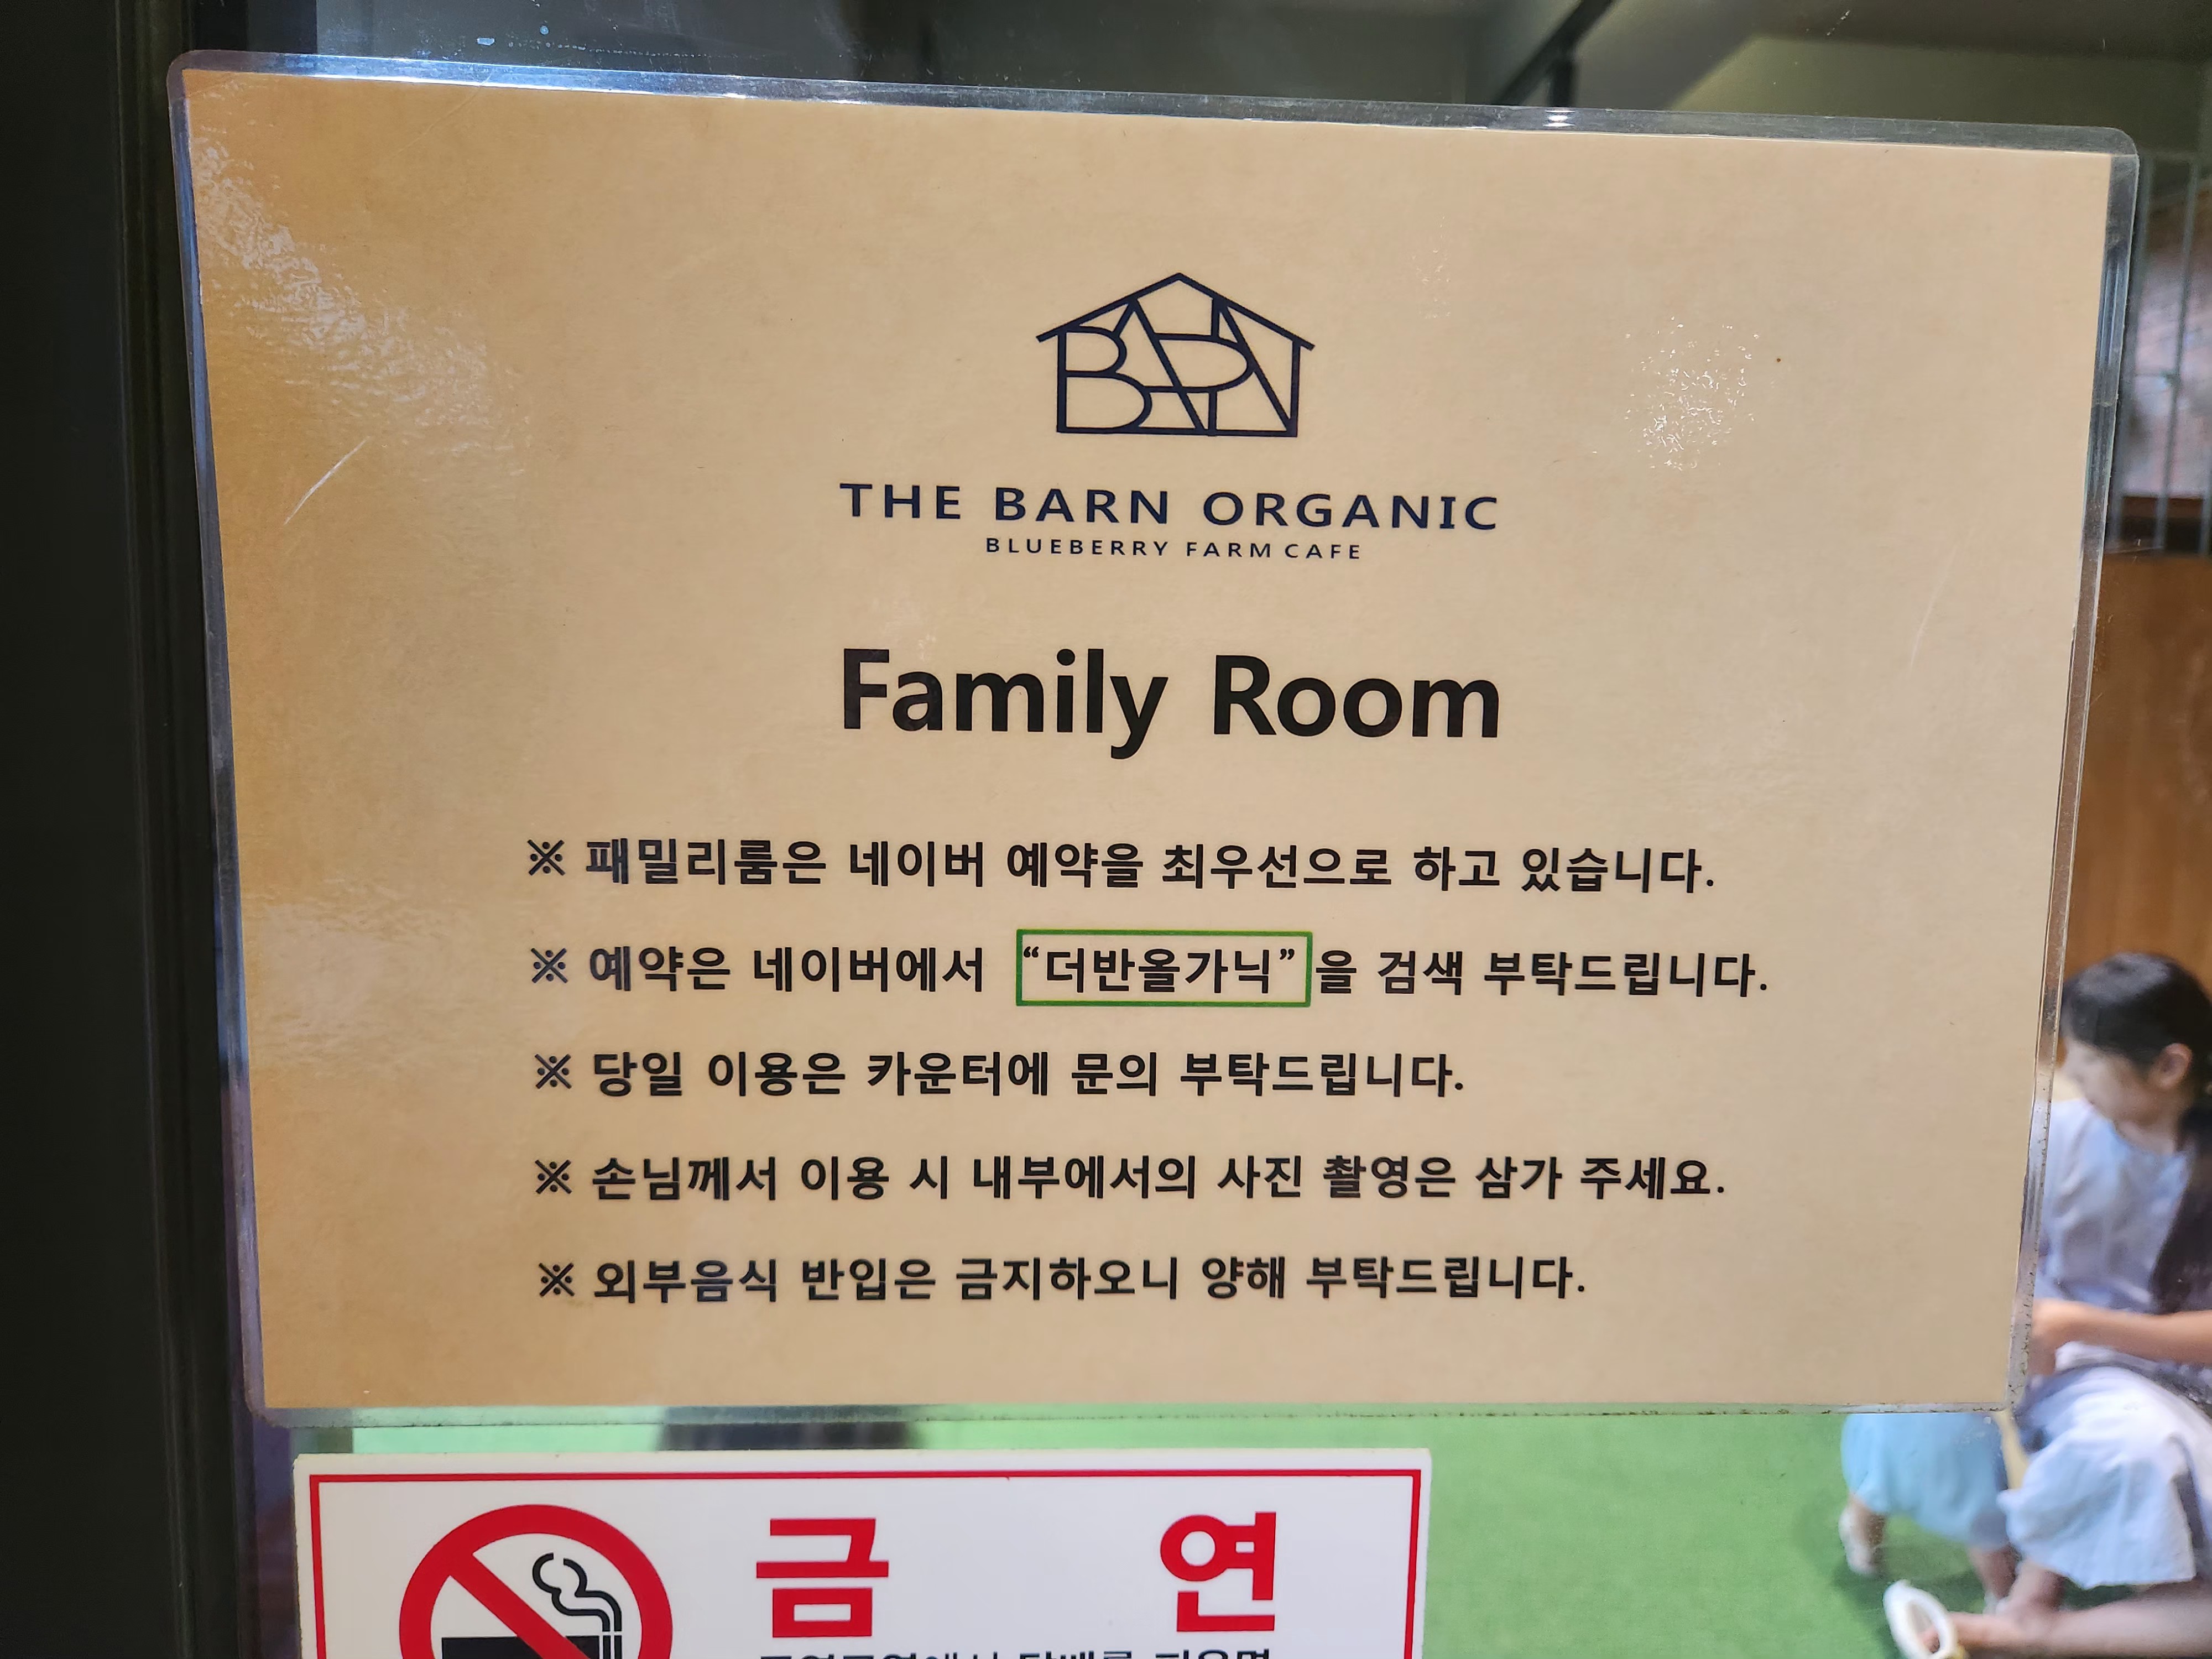 BARN
THE BARN ORGANIC
BLUEBERRY FARM CAFE
Family Room
※ 패밀리룸은 네이버 예약을 최우선으로 하고 있습니다.
※ 예약은 네이버에서 “더반올가닉”을 검색 부탁드립니다.
※ 당일 이용은 카운터에 문의 부탁드립니다.
※ 손님께서 이용 시 내부에서의 사진 촬영은 삼가 주세요.
※ 외부음식 반입은 금지하오니 양해 부탁드립니다.
금 연